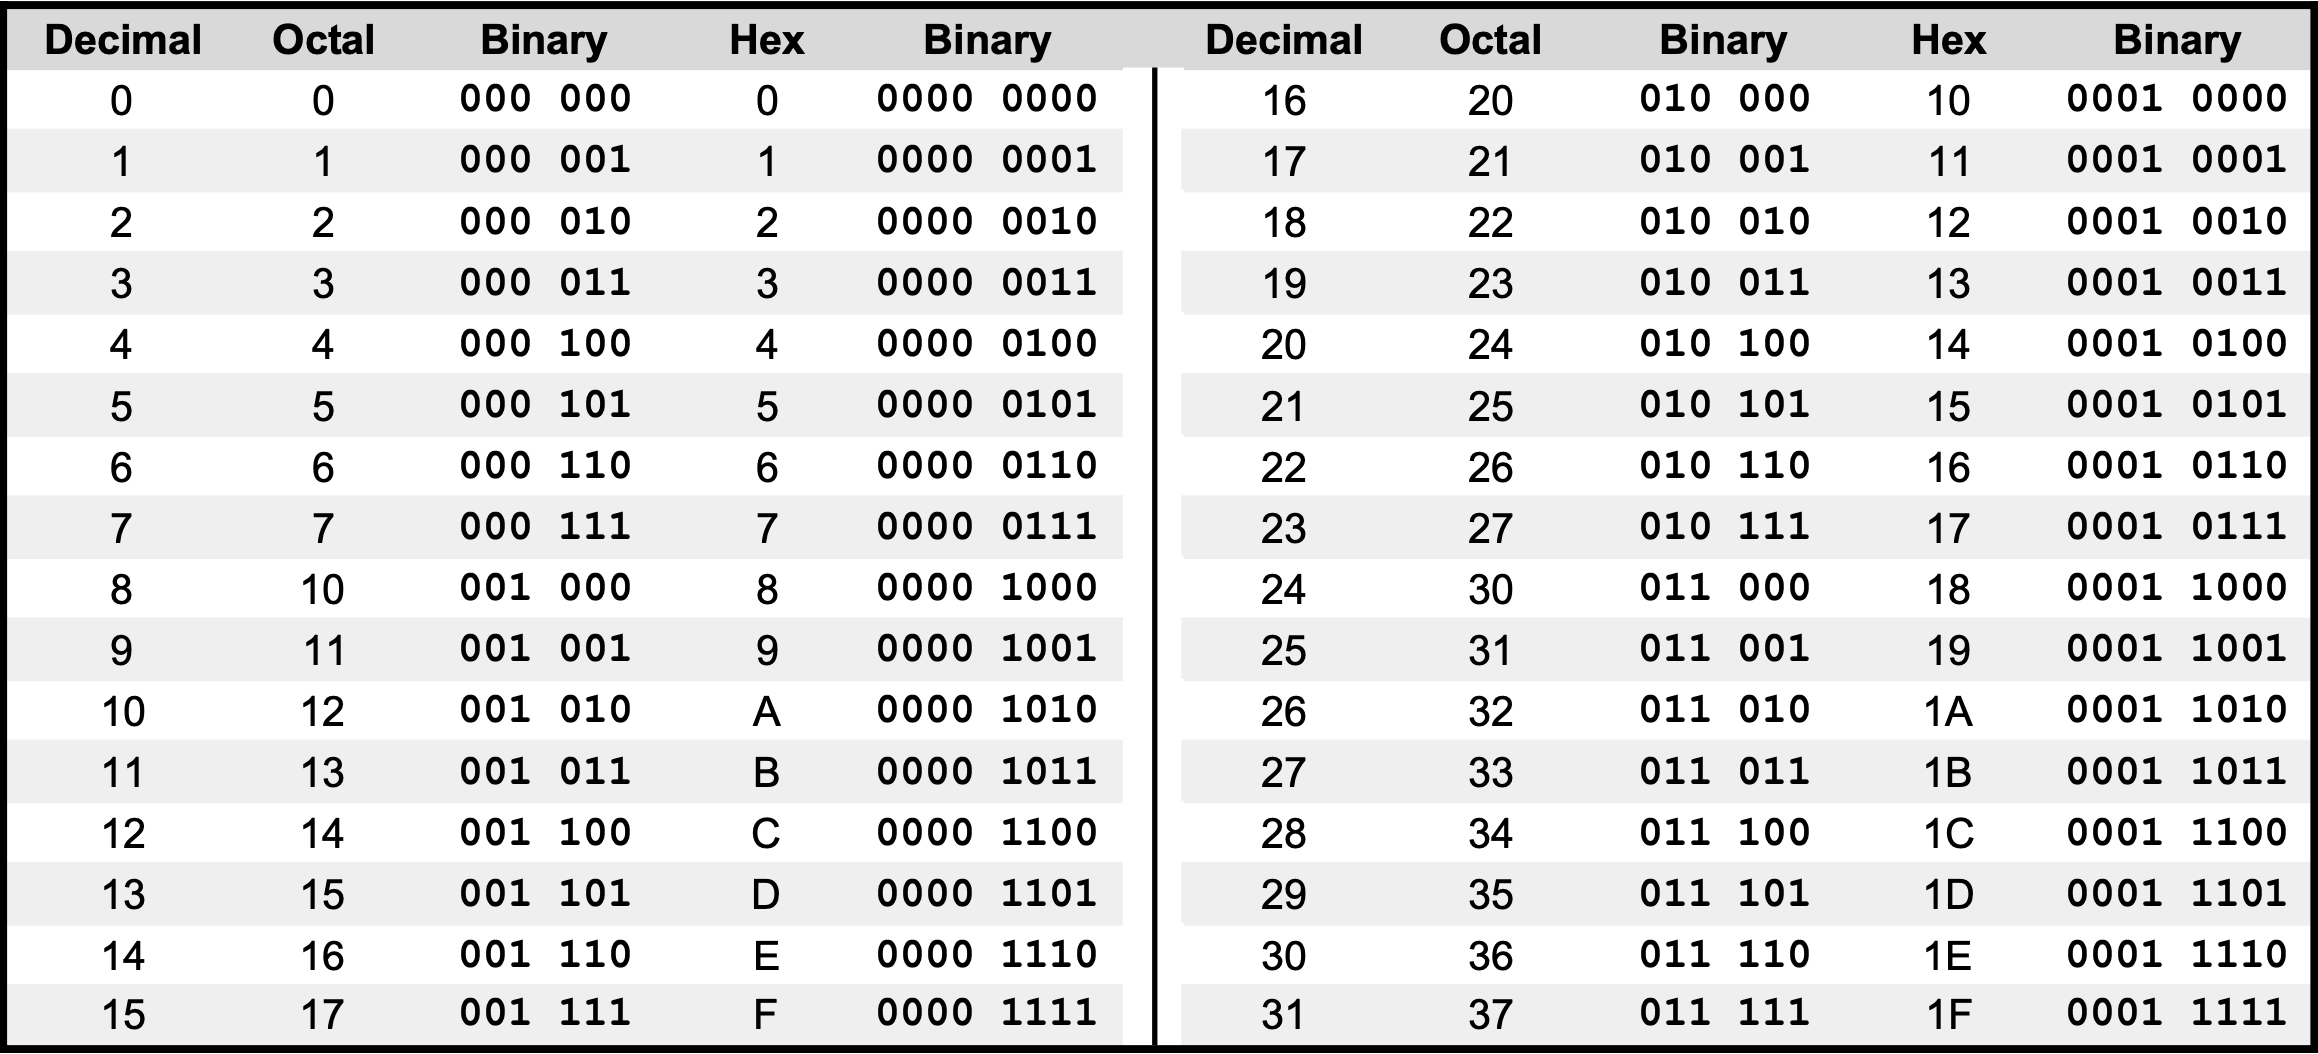 Decimal Octal Binary Hex Binary Decimal Octal Binary Hex Binary
0 0 000 000 0 0000 0000 16 20 010 000 10 0001 0000
1 1 000 001 1 0000 0001 17 21 010 001 11 0001 0001
2 2 000 010 2 0000 0010 18 22 010 010 12 0001 0010
3 3 000 011 3 0000 0011 19 23 010 011 13 0001 0011
4 4 000 100 4 0000 0100 20 24 010 100 14 0001 0100
5 5 000 101 5 0000 0101 21 25 010 101 15 0001 0101
6 6 000 110 6 0000 0110 22 26 010 110 16 0001 0110
7 7 000 111 7 0000 0111 23 27 010 111 17 0001 0111
8 10 001 000 8 0000 1000 24 30 011 000 18 0001 1000
9 11 001 001 9 0000 1001 25 31 011 001 19 0001 1001
10 12 001 010 A 0000 1010 26 32 011 010 1A 0001 1010
11 13 001 011 B 0000 1011 27 33 011 011 1B 0001 1011
12 14 001 100 C 0000 1100 28 34 011 100 1C 0001 1100
13 15 001 101 D 0000 1101 29 35 011 101 1D 0001 1101
14 16 001 110 E 0000 1110 30 36 011 110 1E 0001 1110
15 17 001 111 F 0000 1111 31 37 011 111 1F 0001 1111